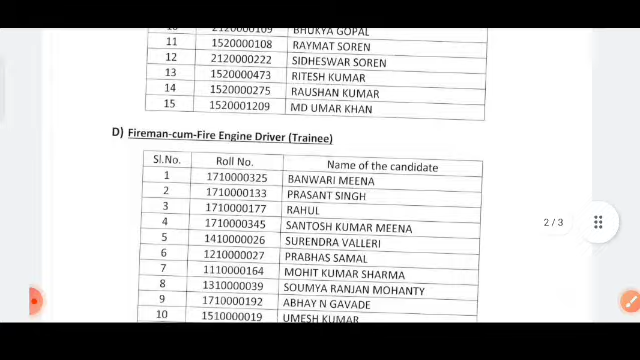 10 2120000109 BHUKYA GOPAL
11 1520000108 RAYMAT SOREN
12 2120000222 SIDHESWAR SOREN
13 1520000473 RITESH KUMAR
14 1520000275 RAUSHAN KUMAR
15 1520001209 MD UMAR KHAN
D) Fireman-cum-Fire Engine Driver (Trainee)
Sl.No. Roll No. Name of the candidate
1 1710000325 BANWARI MEENA
2 1710000133 PRASANT SINGH
3 1710000177 RAHUL
4 1710000345 SANTOSH KUMAR MEENA
5 1410000026 SURENDRA VALLERI
6 1210000027 PRABHAS SAMAL
7 1110000164 MOHIT KUMAR SHARMA
8 1310000039 SOUMYA RANJAN MOHANTY
9 1710000192 ABHAY N GAVADE
10 1510000019 UMESH KUMAR
2/3